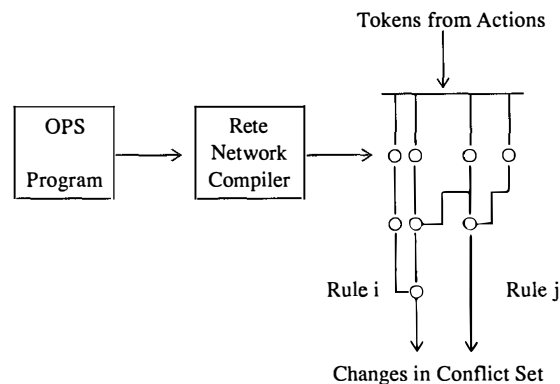 Tokens from Actions
OPS
Program
Rete
Network
Compiler
Rule i
Rule j
Changes in Conflict Set